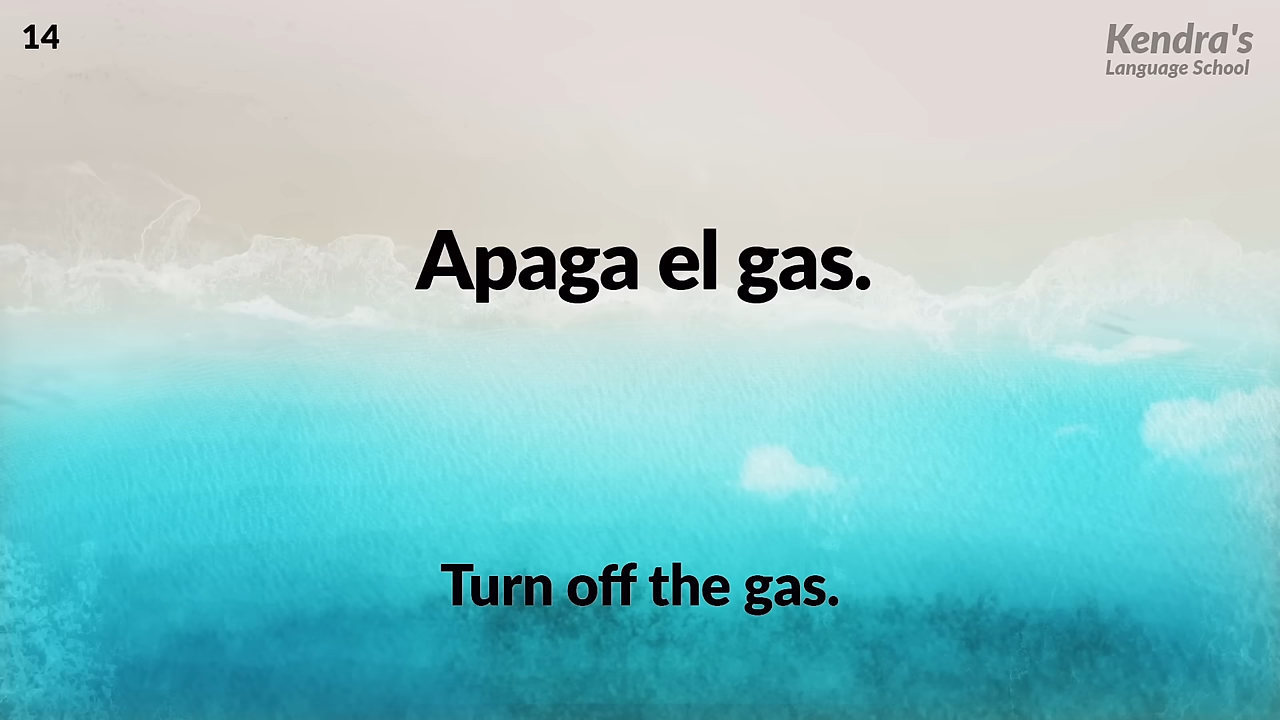 14
Kendra's
Language School
Apaga el gas.
Turn off the gas.